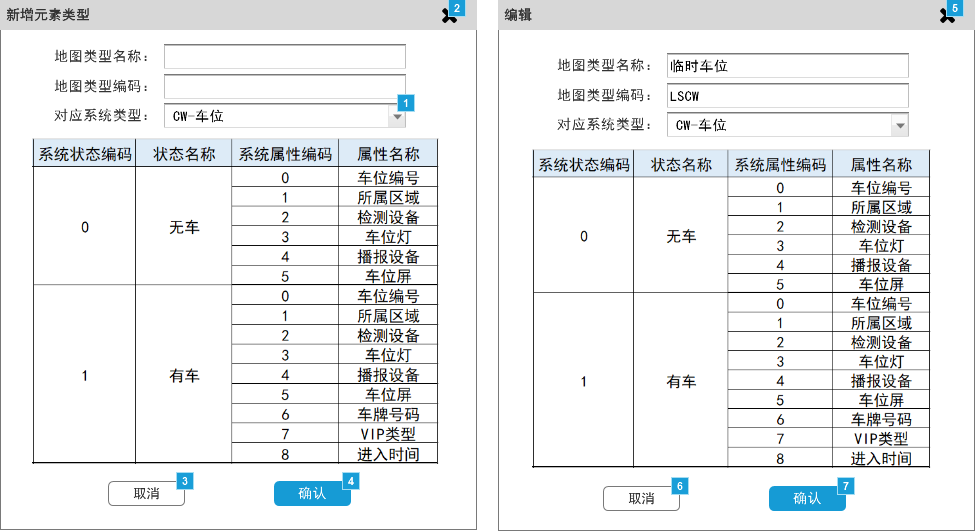 新增元素类型
2
地图类型名称：
地图类型编码：
1
对应系统类型： CW-车位
系统状态编码 状态名称 系统属性编码 属性名称
0 车位编号
1 所属区域
2 检测设备
0 无车
3 车位灯
4 播报设备
5 车位屏
0 车位编号
1 所属区域
2 检测设备
3 车位灯
1 有车
4 播报设备
5 车位屏
6 车牌号码
7 VIP类型
8 进入时间
3
4
取消 确认
编辑
5
地图类型名称： 临时车位
地图类型编码： LSCW
对应系统类型： CW-车位
系统状态编码 状态名称 系统属性编码 属性名称
0 车位编号
1 所属区域
2 检测设备
0 无车
3 车位灯
4 播报设备
5 车位屏
0 车位编号
1 所属区域
2 检测设备
3 车位灯
1 有车
4 播报设备
5 车位屏
6 车牌号码
7 VIP类型
8 进入时间
6
7
取消 确认